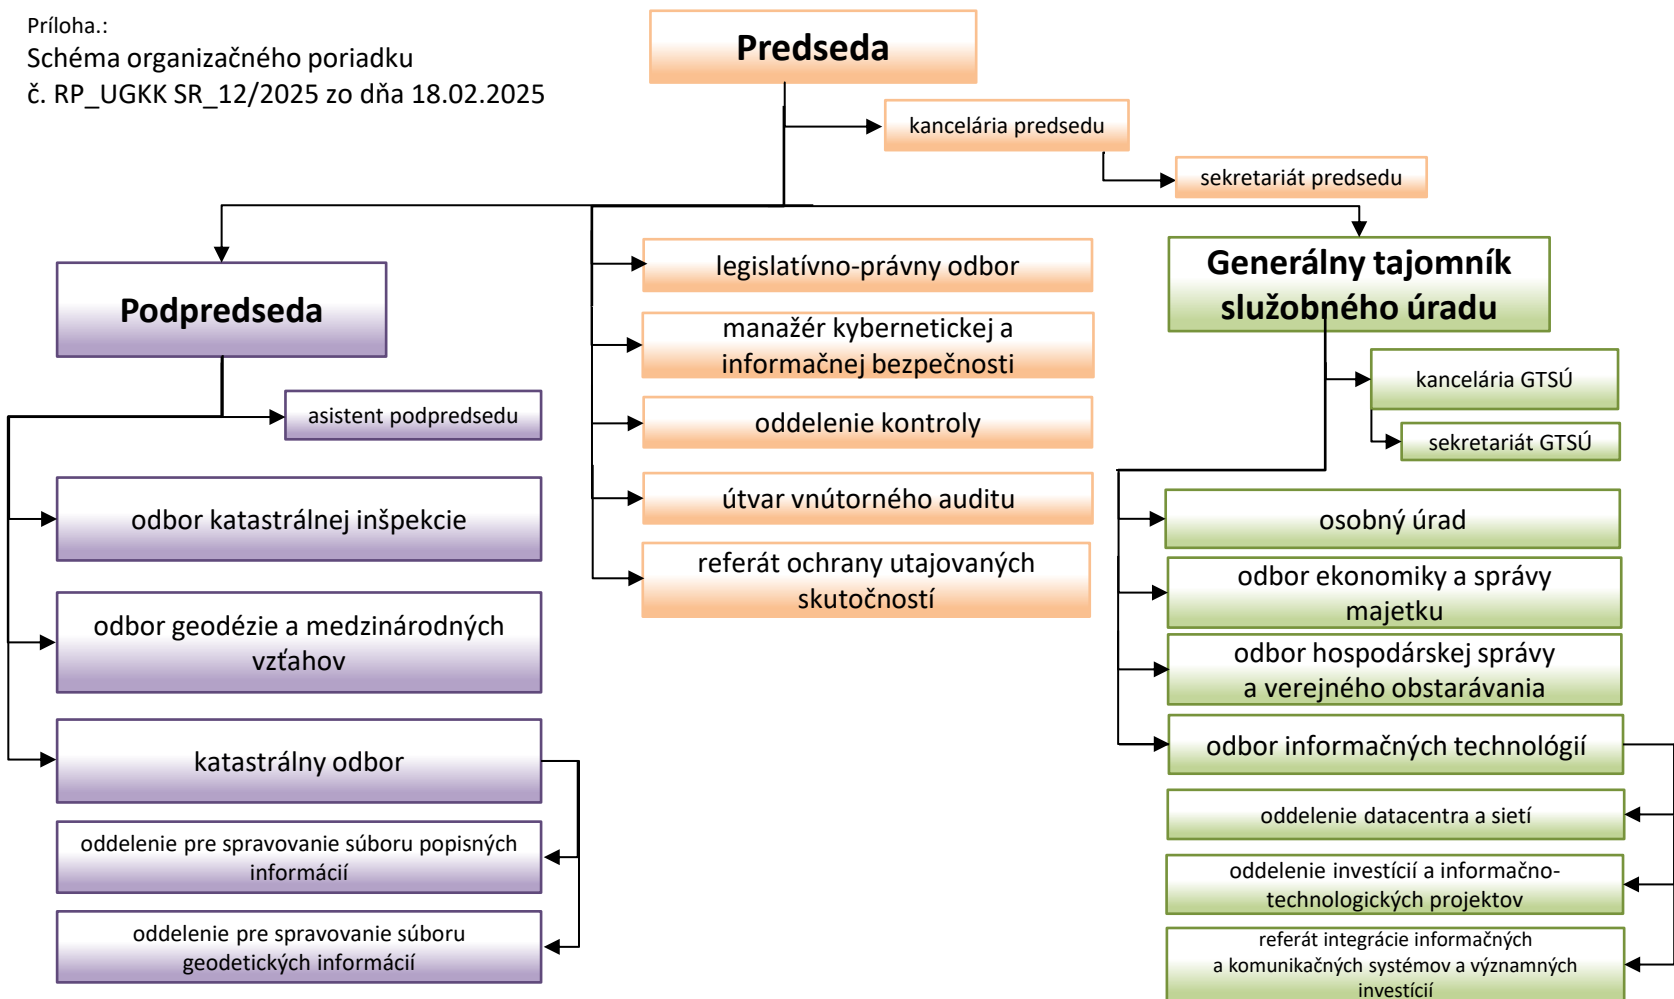 Príloha.:
Schéma organizačného poriadku
č. RP_UGKK SR_12/2025 zo dňa 18.02.2025
Predseda
kancelária predsedu
sekretariát predsedu
Podpredseda
asistent podpredsedu
odbor katastrálnej inšpekcie
odbor geodézie a medzinárodných
vzťahov
katastrálny odbor
oddelenie pre spravovanie súboru popisných
informácií
oddelenie pre spravovanie súboru
geodetických informácií
legislatívno-právny odbor
manažér kybernetickej a
informačnej bezpečnosti
oddelenie kontroly
útvar vnútorného auditu
referát ochrany utajovaných
skutočností
Generálny tajomník
služobného úradu
kancelária GTSÚ
sekretariát GTSÚ
osobný úrad
odbor ekonomiky a správy
majetku
odbor hospodárskej správy
a verejného obstarávania
odbor informačných technológií
oddelenie datacentra a sietí
oddelenie investícií a informačno-
technologických projektov
referát integrácie informačných
a komunikačných systémov a významných
investícií